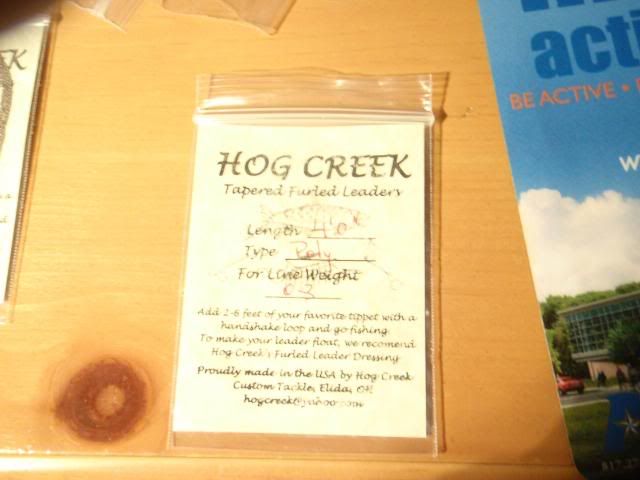 HOG CREEK
Tapered Furled Leaders
Length 4'0"
Type Poly
For Line Weight
0-3
Add 2-6 feet of your favorite tippet with a
handshake loop and go fishing.
To make your leader float, we recomend
Hog Creek's Furled Leader Dressing
Proudly made in the USA by Hog Creek
Custom Tackle, Elida, OH
hogcreek@yahoo.com
EK
acti
BE ACTIVE •
W